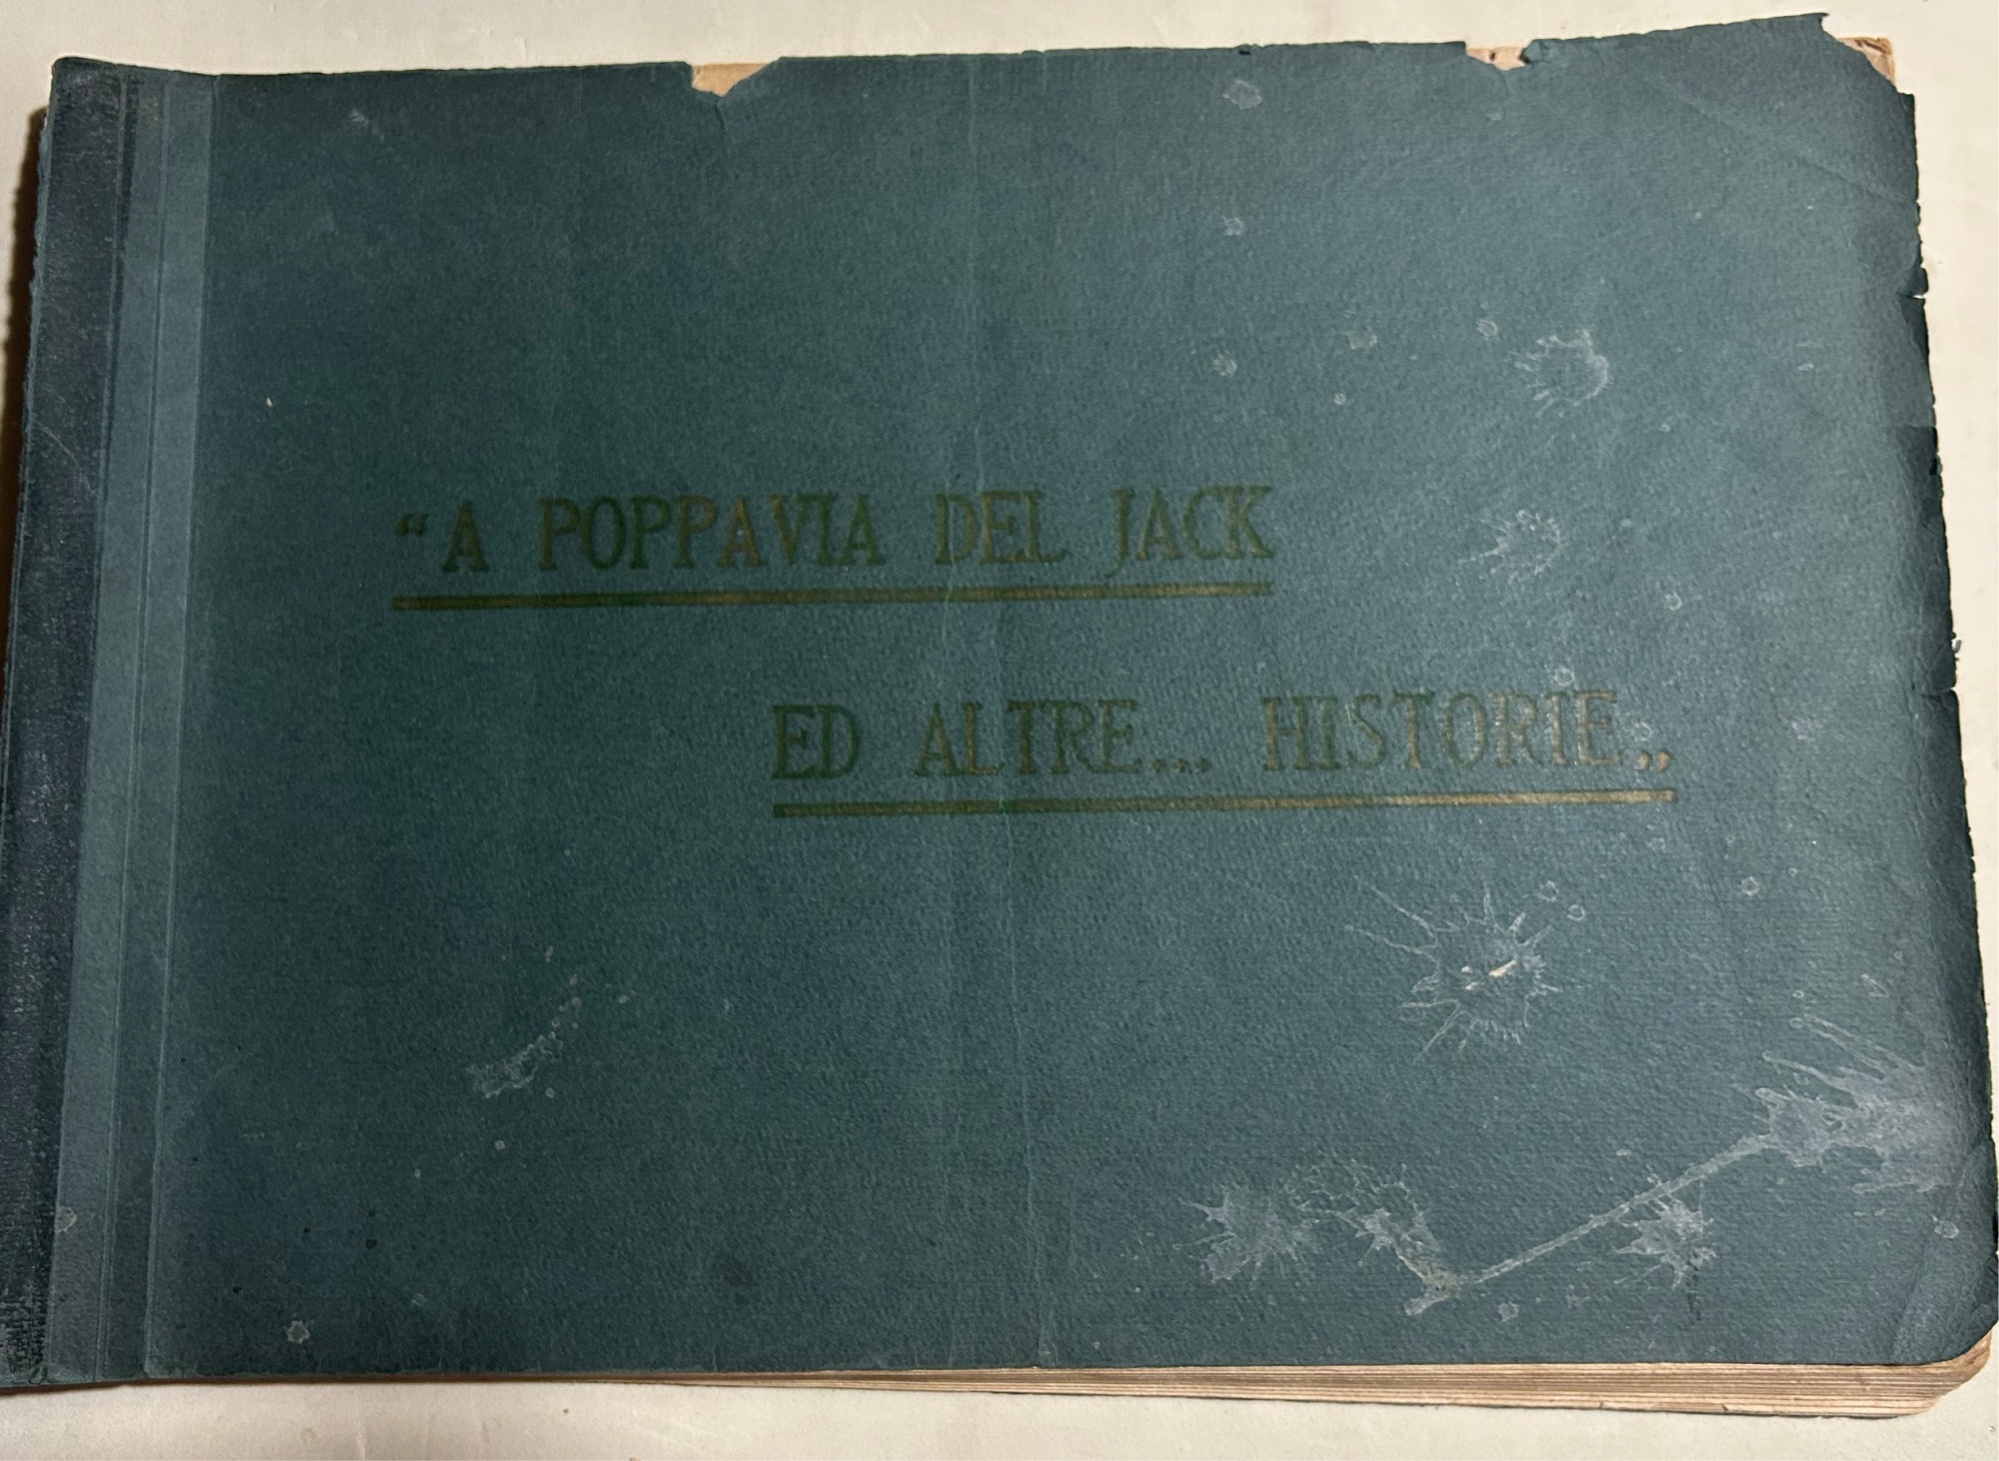 “A POPPAVIA DEL JACK
ED ALTRE... HISTORIE„